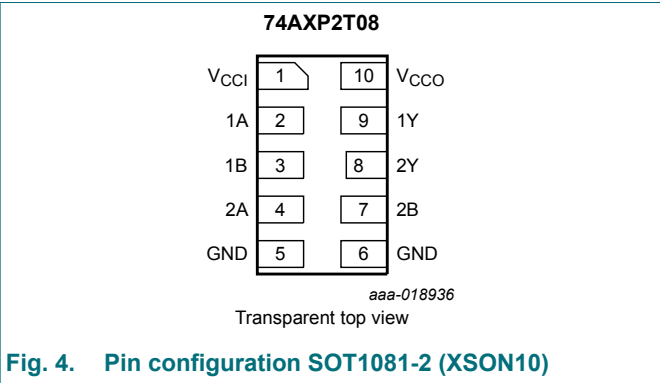 74AXP2T08
VCCI 1 10 VCCO
1A 2 9 1Y
1B 3 8 2Y
2A 4 7 2B
GND 5 6 GND
aaa-018936
Transparent top view
Fig. 4. Pin configuration SOT1081-2 (XSON10)